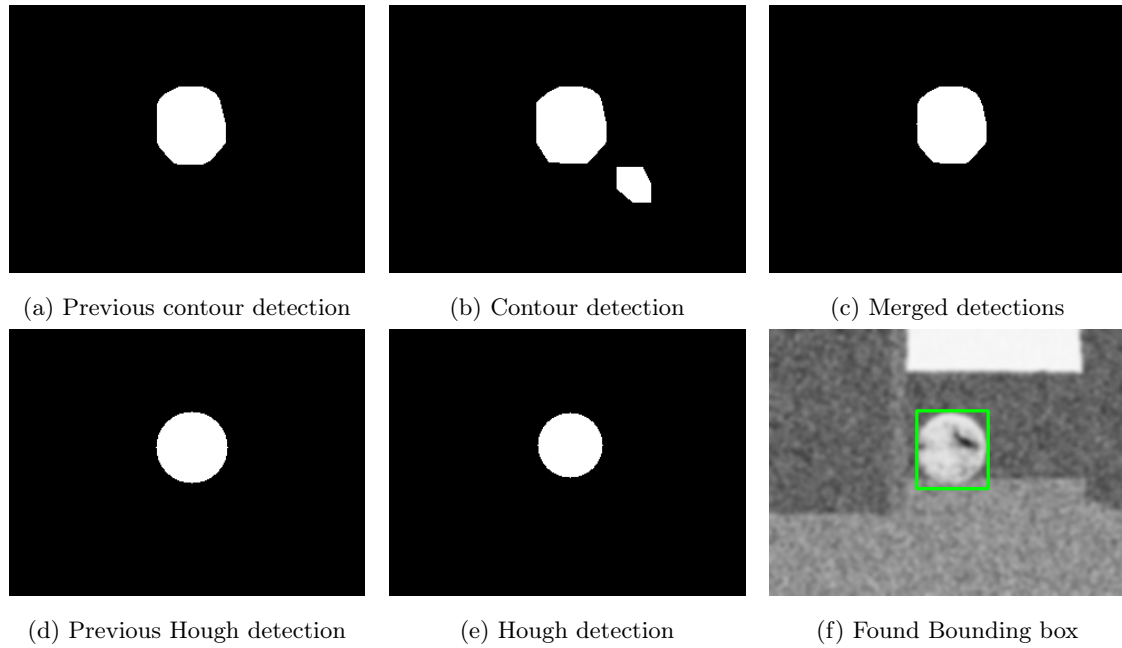 (a) Previous contour detection
(b) Contour detection
(c) Merged detections
(d) Previous Hough detection
(e) Hough detection
(f) Found Bounding box